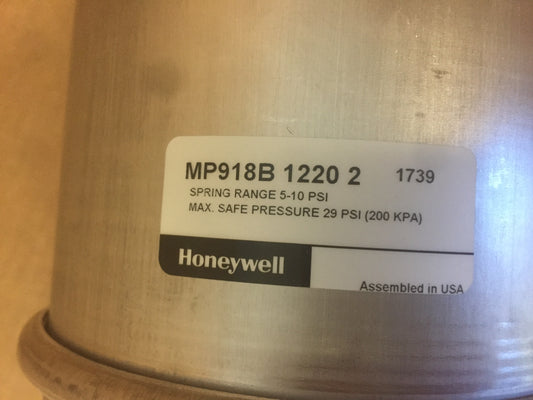 MP918B 1220 2 1739
SPRING RANGE 5-10 PSI
MAX. SAFE PRESSURE 29 PSI (200 KPA)
Honeywell
Assembled in USA